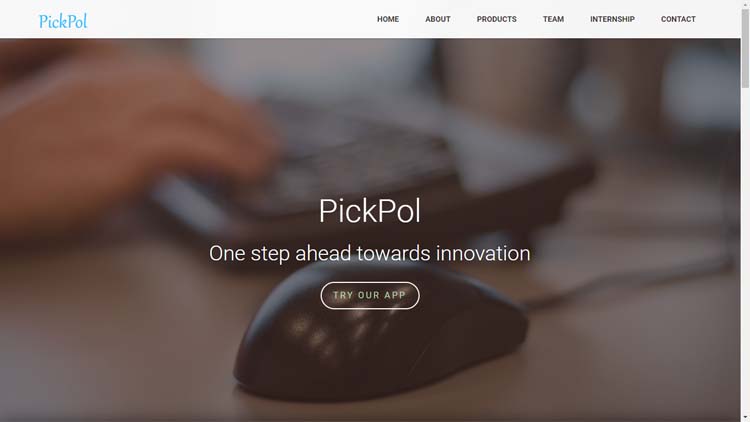 PickPol
HOME ABOUT PRODUCTS TEAM INTERNSHIP CONTACT
PickPol
One step ahead towards innovation
TRY OUR APP